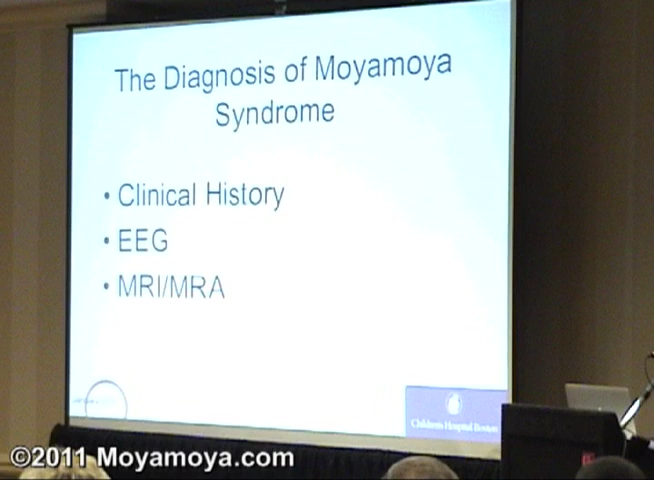 The Diagnosis of Moyamoya
Syndrome
• Clinical History
• EEG
• MRI/MRA
Children's Hospital Boston
©2011 Moyamoya.com